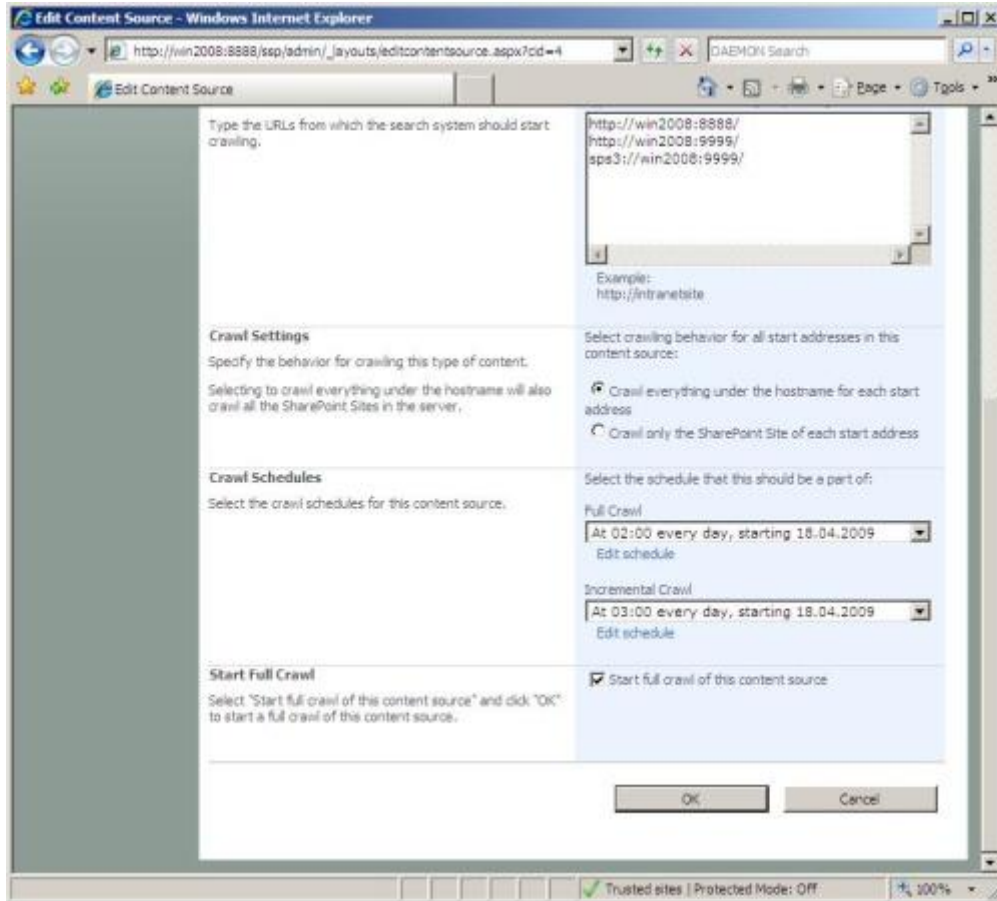 Edit Content Source - Windows Internet Explorer
http://win2008:8888/ssp/admin/_layouts/editcontentsource.aspx?cid=4
DAEMON Search
Edit Content Source
Page
Tools
Type the URLs from which the search system should start
crawling.
http://win2008:8888/
http://win2008:9999/
sps3://win2008:9999/
Example:
http://intranetsite
Crawl Settings
Specify the behavior for crawling this type of content.
Selecting to crawl everything under the hostname will also
crawl all the SharePoint Sites in the server.
Select crawling behavior for all start addresses in this
content source:
Crawl everything under the hostname for each start
address
Crawl only the SharePoint Site of each start address
Crawl Schedules
Select the crawl schedules for this content source.
Select the schedule that this should be a part of:
Full Crawl
At 02:00 every day, starting 18.04.2009
Edit schedule
Incremental Crawl
At 03:00 every day, starting 18.04.2009
Edit schedule
Start Full Crawl
Select "Start full crawl of this content source" and click "OK"
to start a full crawl of this content source.
Start full crawl of this content source
OK
Cancel
Trusted sites | Protected Mode: Off
100%